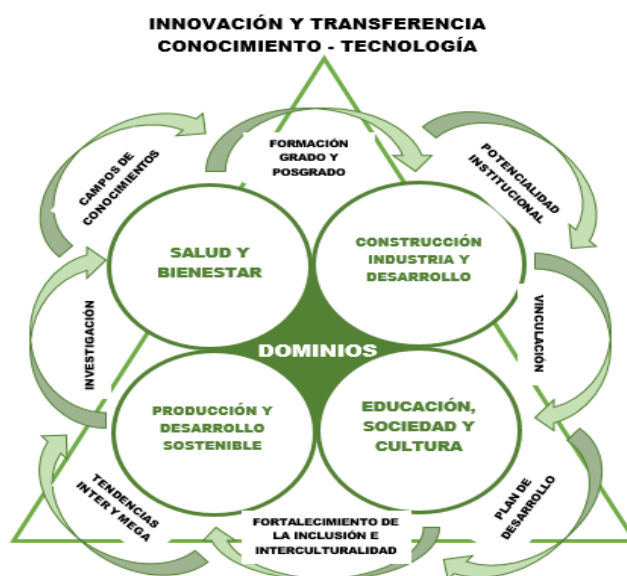 INNOVACIÓN Y TRANSFERENCIA
CONOCIMIENTO - TECNOLOGÍA
FORMACIÓN
GRADO Y
POSGRADO
CAMPOS DE
CONOCIMIENTOS
POTENCIALIDAD
INSTITUCIONAL
SALUD Y
BIENESTAR
CONSTRUCCIÓN
INDUSTRIA Y
DESARROLLO
INVESTIGACIÓN
VINCULACIÓN
DOMINIOS
PRODUCCIÓN Y
DESARROLLO
SOSTENIBLE
EDUCACIÓN,
SOCIEDAD Y
CULTURA
TENDENCIAS
INTER Y MEGA
FORTALECIMIENTO DE
LA INCLUSIÓN E
INTERCULTURALIDAD
PLAN DE
DESARROLLO